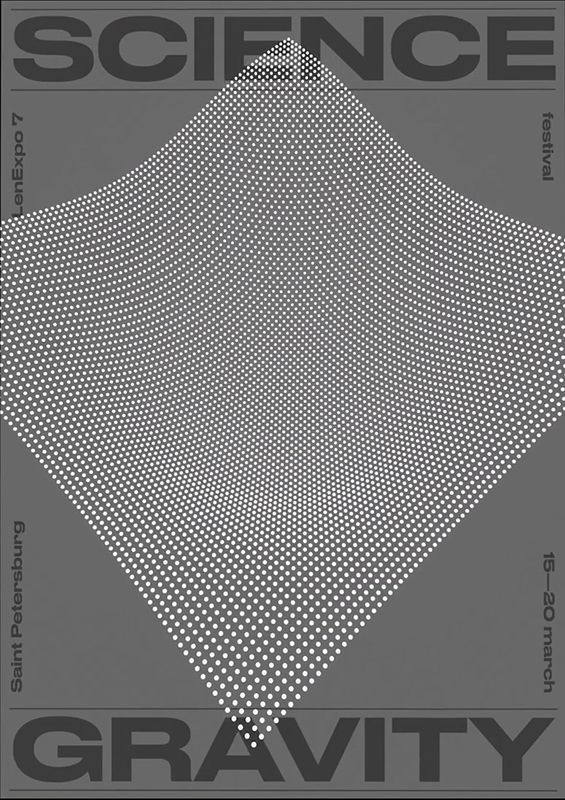 SCIENCE
LenExpo 7
festival
Saint Petersburg
15—20 march
GRAVITY